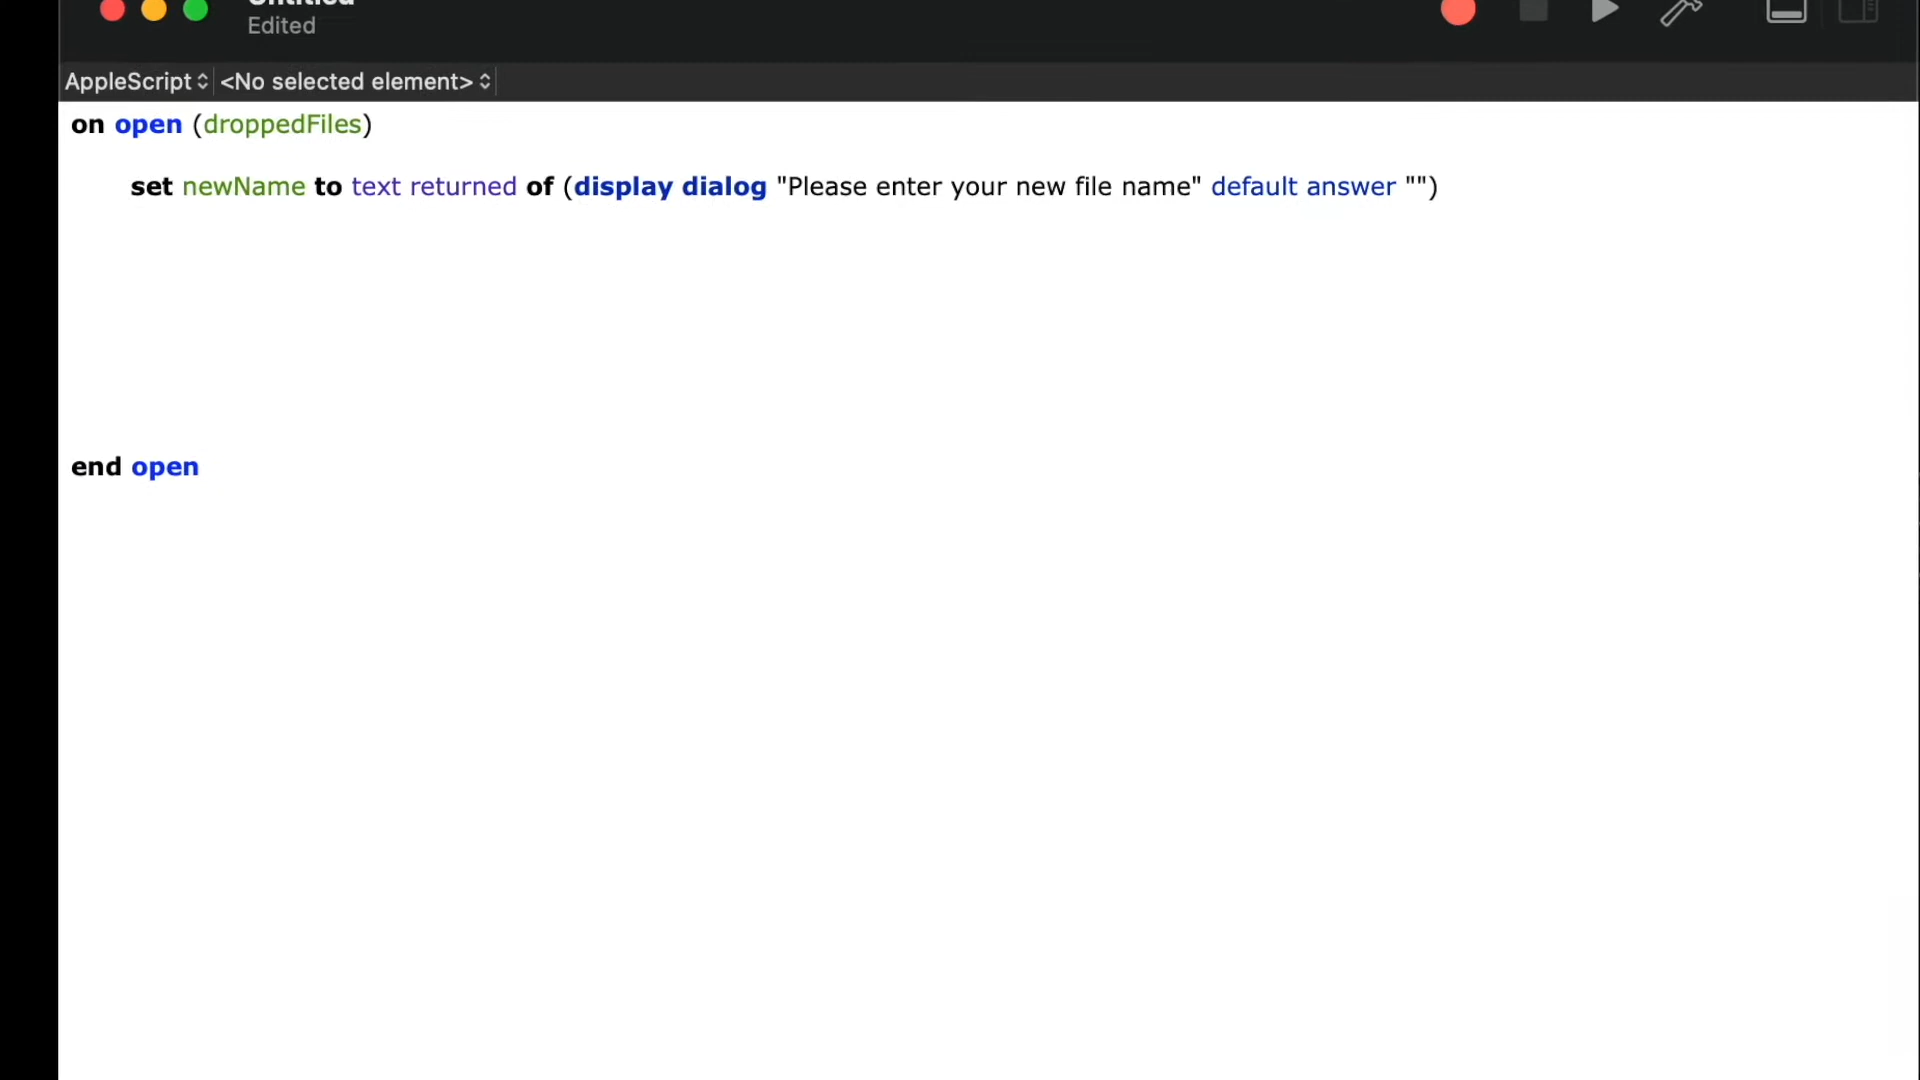 Untitled
Edited
AppleScript <No selected element>
on open (droppedFiles)
set newName to text returned of (display dialog "Please enter your new file name" default answer "")
end open